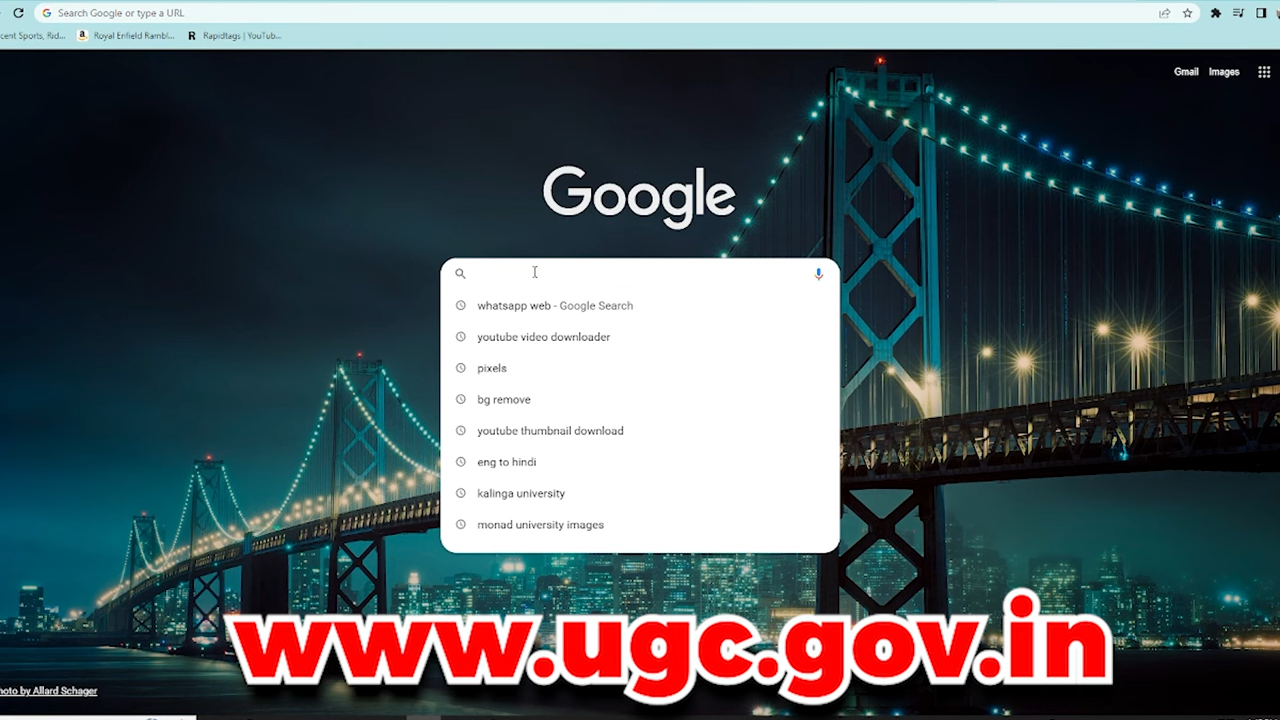 Search Google or type a URL
cent Sports, Rid...
Royal Enfield Rambl...
Rapidtags | YouTub...
Gmail
Images
Google
whatsapp web - Google Search
youtube video downloader
pixels
bg remove
youtube thumbnail download
eng to hindi
kalinga university
monad university images
www.ugc.gov.in
hoto by Allard Schager